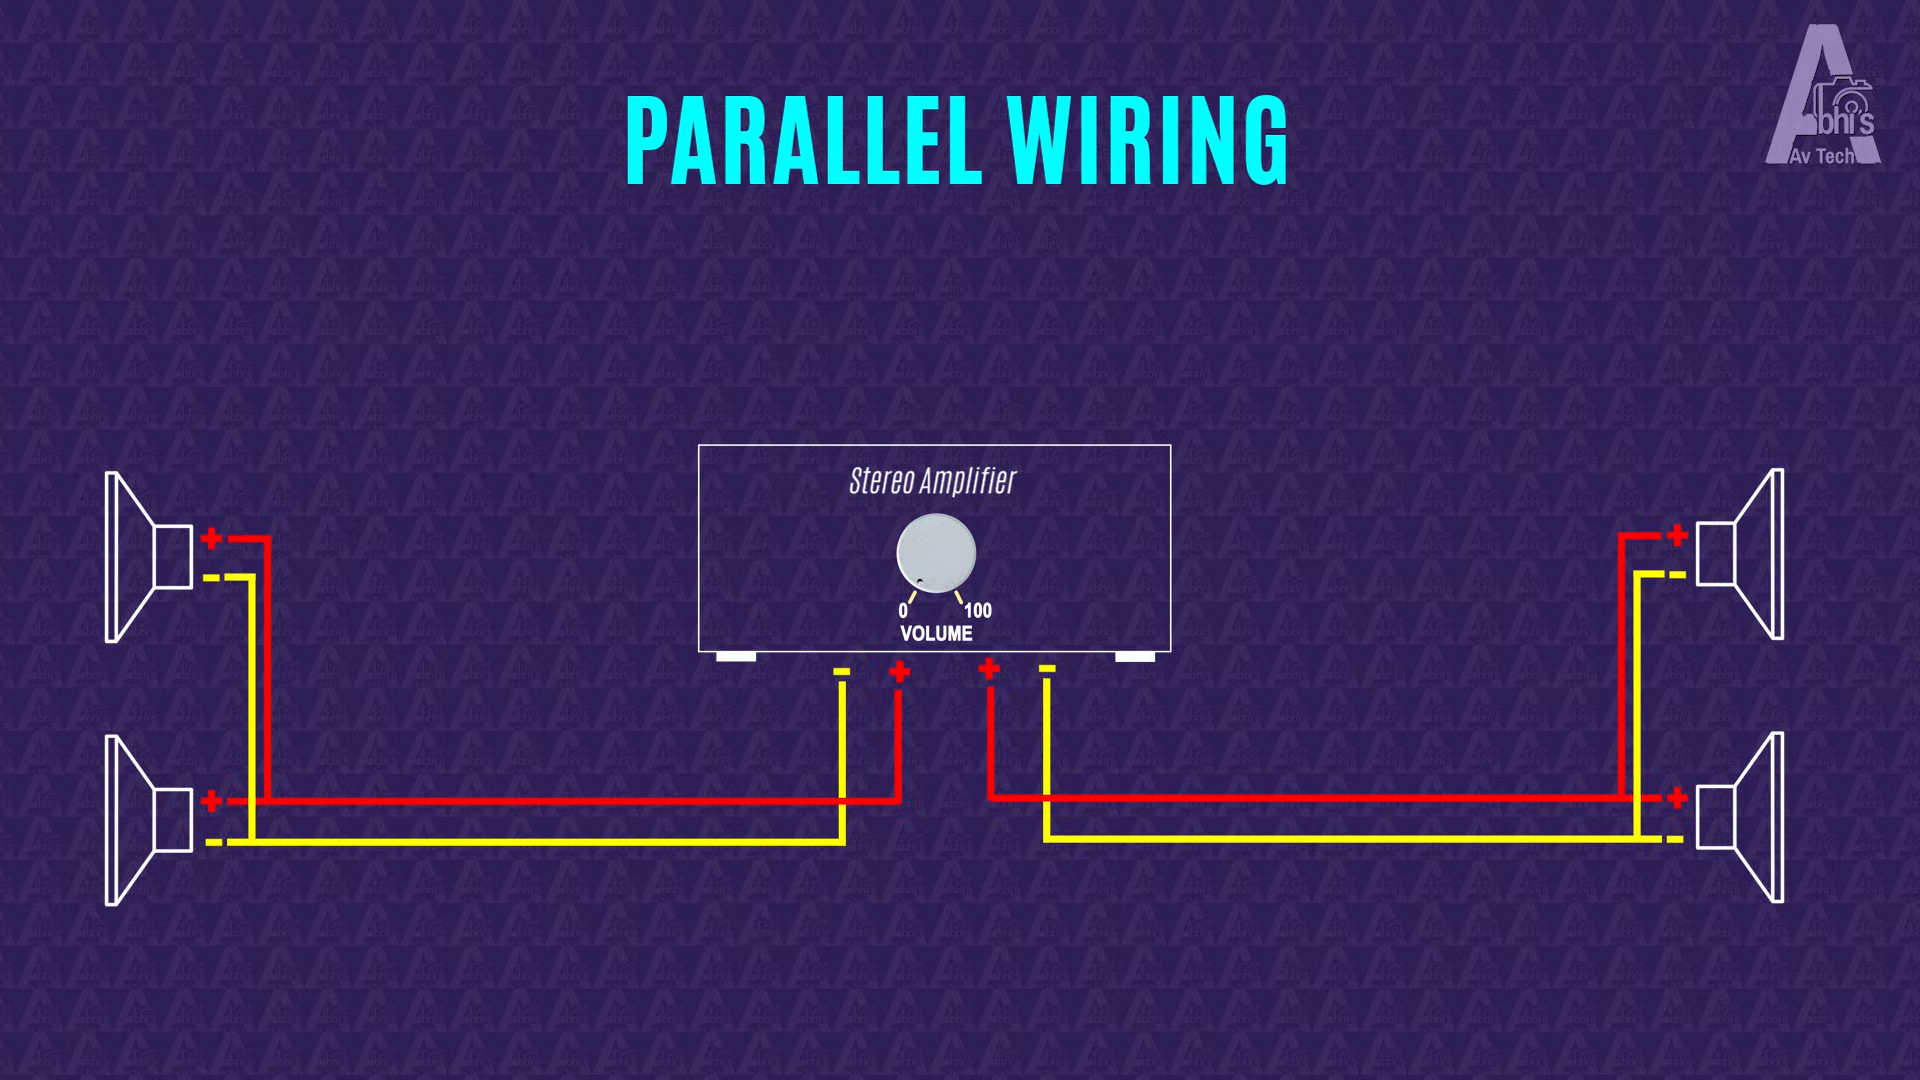 PARALLEL WIRING
Abhi's
Av Tech
Stereo Amplifier
0 100
VOLUME
- + + -
+
-
+
-
+
-
+
-